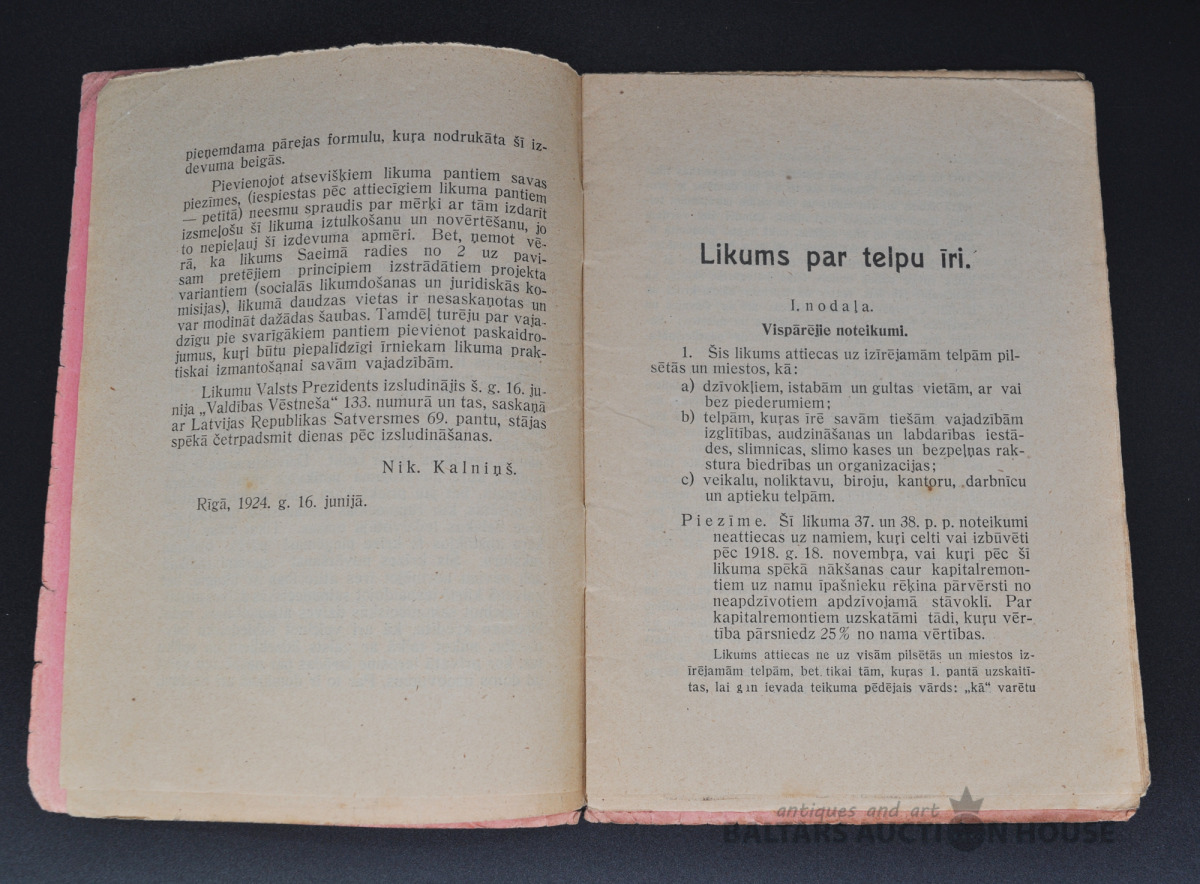 pieņemdama pārejas formulu, kuŗa nodrukāta šī iz-
devuma beigās.
Pievienojot atsevišķiem likuma pantiem savas
piezīmes, (iespiestas pēc attiecīgiem likuma pantiem
— petitā) neesmu spraudis par mērķi ar tām izdarīt
izsmeļošu šī likuma iztulkošanu un novērtēšanu, jo
to nepieļauj šī izdevuma apmēri. Bet, ņemot vē-
rā, ka likums Saeimā radies no 2 uz pavi-
sam pretējiem principiem izstrādātiem projekta
variantiem (socialās likumdošanas un juridiskās ko-
misijas), likumā daudzas vietas ir nesaskaņotas un
var modināt dažādas šaubas. Tamdēļ turēju par vaja-
dzīgu pie svarīgākiem pantiem pievienot paskaidro-
jumus, kuŗi būtu piepalīdzīgi īrniekam likuma prak-
tiskai izmantošanai savām vajadzībām.
Likumu Valsts Prezidents izsludinājis š. g. 16. ju-
nija „Valdības Vēstneša“ 133. numurā un tas, saskaņā
ar Latvijas Republikas Satversmes 69. pantu, stājas
spēkā četrpadsmit dienas pēc izsludināšanas.
Nik. Kalniņš.
Rīgā, 1924. g. 16. junijā.
Likums par telpu īri.
I. nodaļa.
Vispārējie noteikumi.
1. Šis likums attiecas uz izīrējamām telpām pil-
sētās un miestos, kā:
a) dzīvokļiem, istabām un gultas vietām, ar vai
bez piederumiem;
b) telpām, kuŗas īrē savām tiešām vajadzībām
izglītības, audzināšanas un labdarības iestā-
des, slimnicas, slimo kases un bezpeļņas rak-
stura biedrības un organizacijas;
c) veikalu, noliktavu, biroju, kantoŗu, darbnīcu
un aptieku telpām.
Piezīme. Šī likuma 37. un 38. p. p. noteikumi
neattiecas uz namiem, kuŗi celti vai izbūvēti
pēc 1918. g. 18. novembŗa, vai kuŗi pēc šī
likuma spēkā nākšanas caur kapitalremon-
tiem uz namu īpašnieku rēķina pārvērsti no
neapdzīvotiem apdzīvojamā stāvoklī. Par
kapitalremontiem uzskatāmi tādi, kuŗu vēr-
tība pārsniedz 25% no nama vērtības.
Likums attiecas ne uz visām pilsētās un miestos iz-
īrējamām telpām, bet tikai tām, kuŗas 1. pantā uzskaitī-
tas, lai gan ievada teikuma pēdējais vārds: „kā“ varētu
antiques and art
BALTARS AUCTION HOUSE